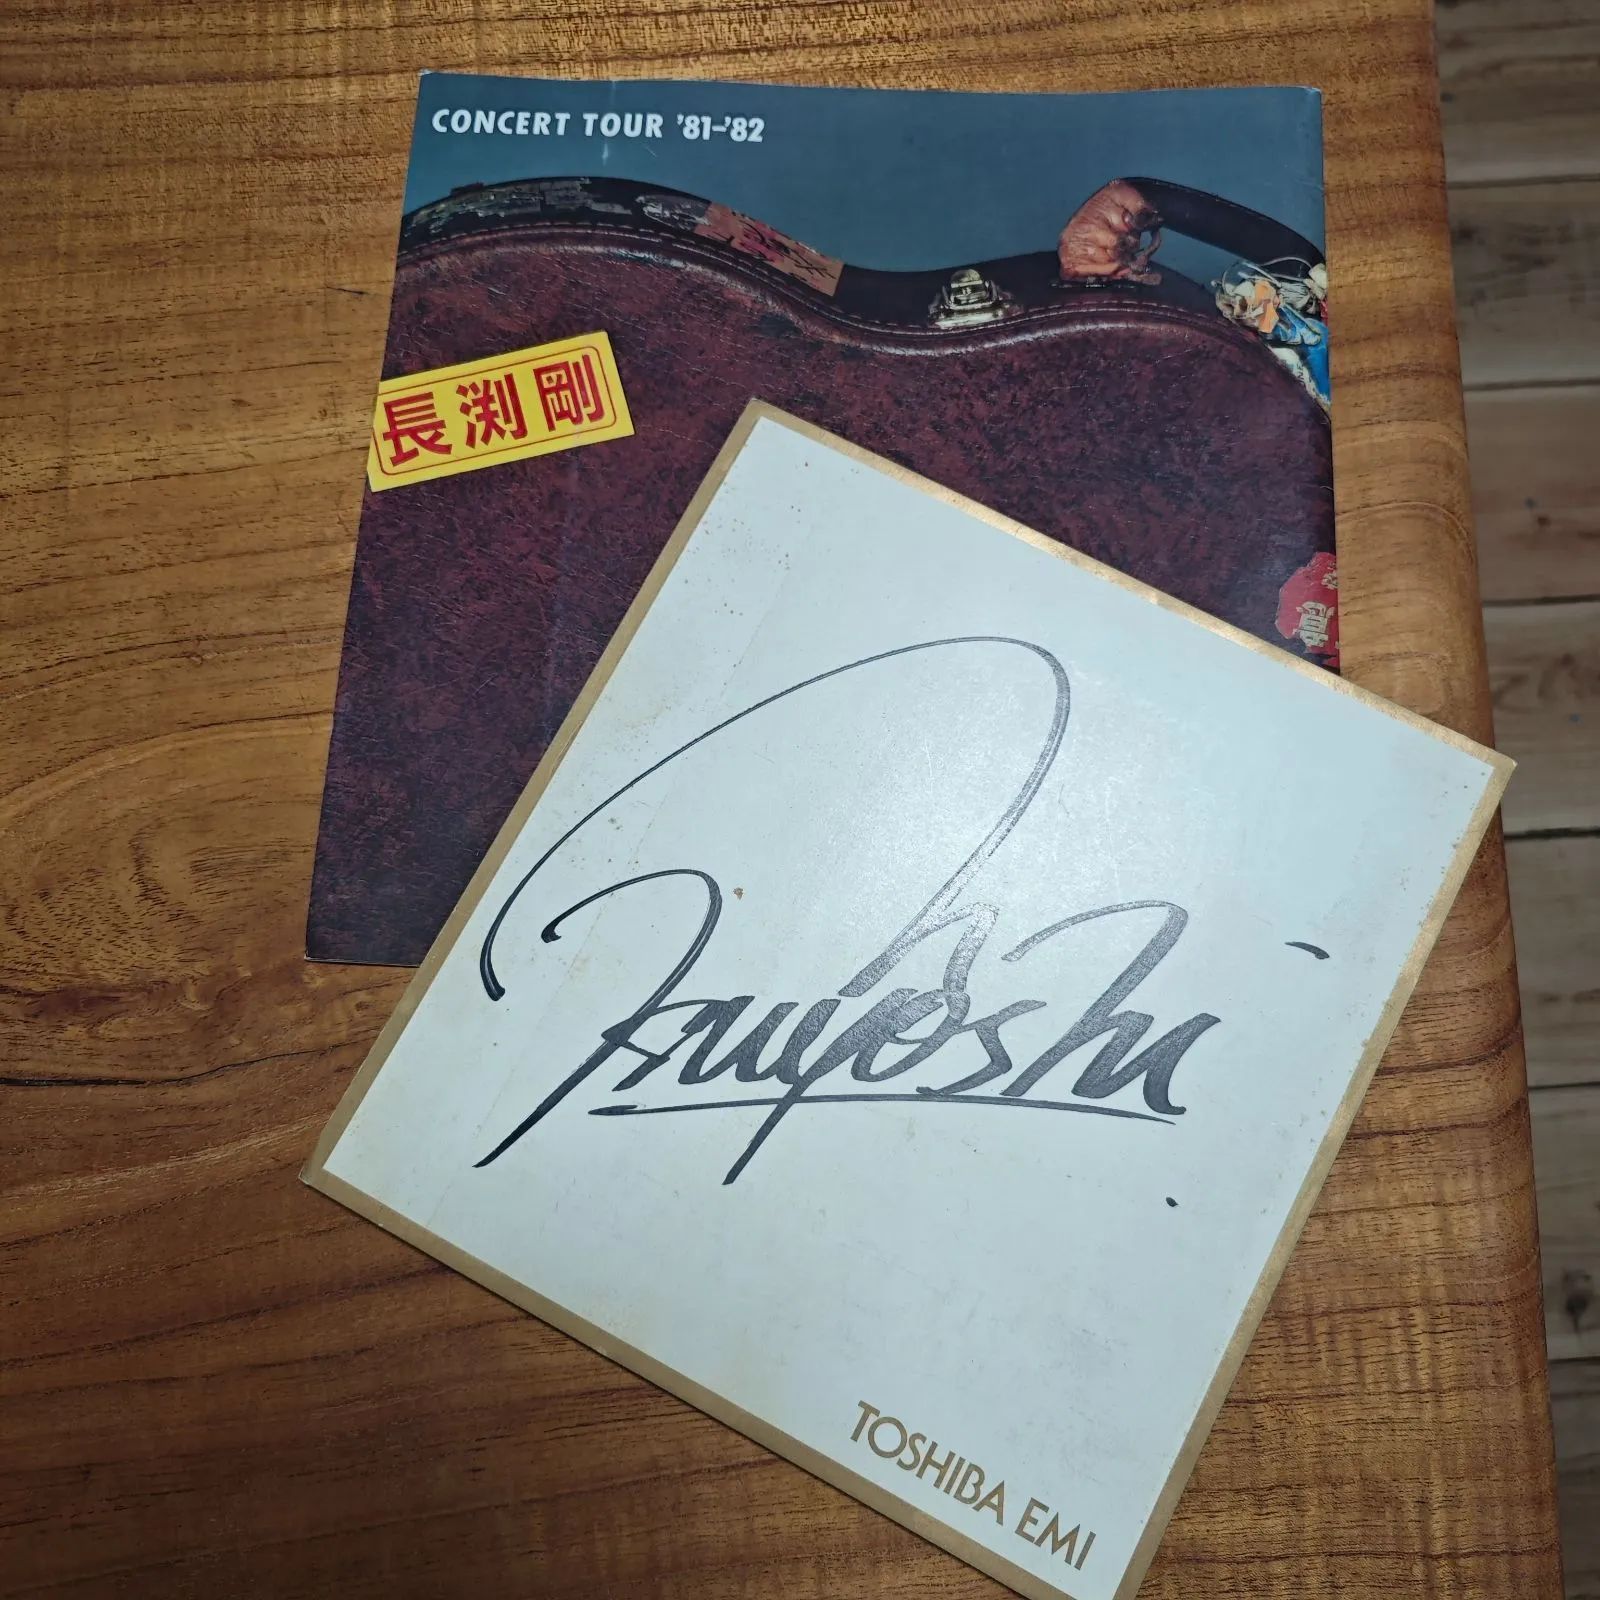 CONCERT TOUR '81-'82
長渕剛
Tsuyoshi
TOSHIBA EMI